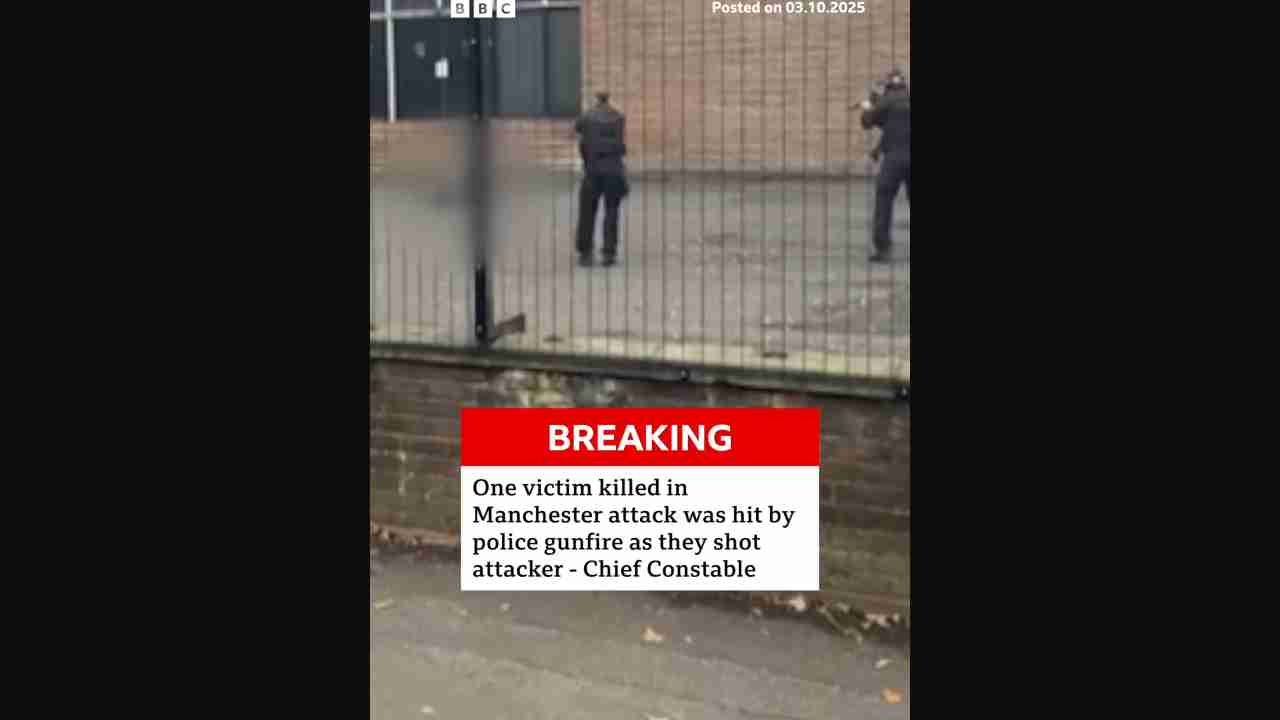 BBC
Posted on 03.10.2025
BREAKING
One victim killed in
Manchester attack was hit by
police gunfire as they shot
attacker - Chief Constable